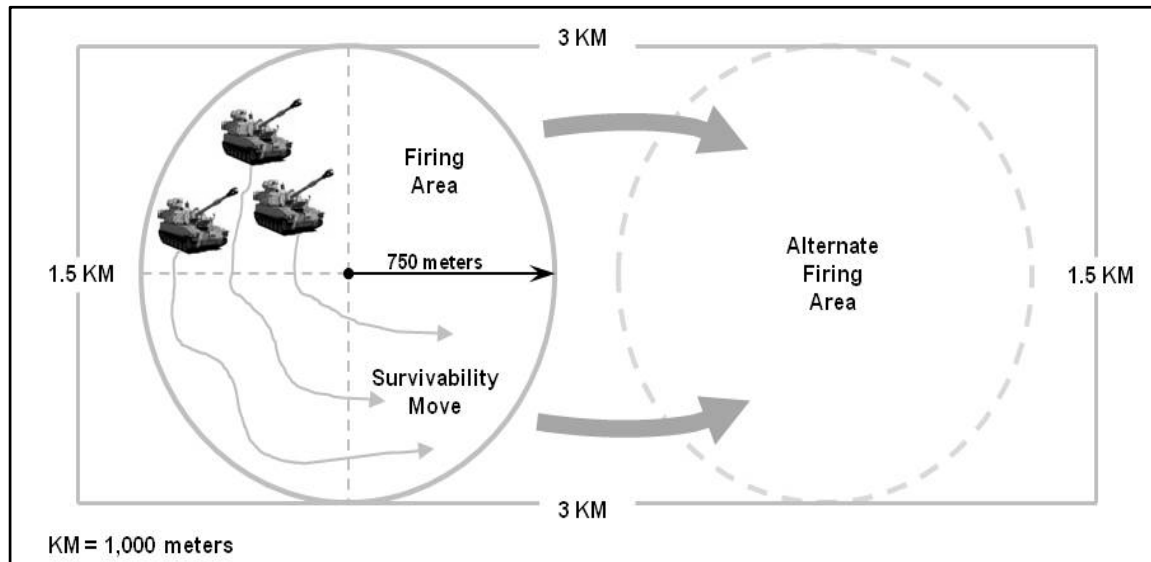 3 KM
Firing
Area
750 meters
1.5 KM
Alternate
Firing
Area
1.5 KM
Survivability
Move
3 KM
KM = 1,000 meters